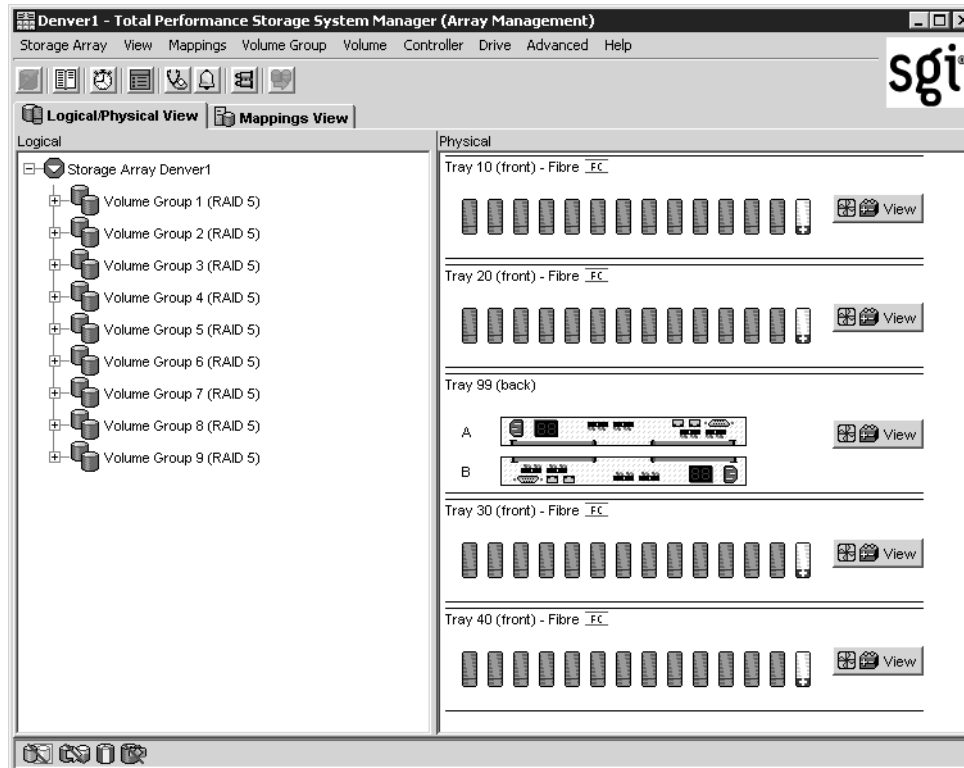 Denver1 - Total Performance Storage System Manager (Array Management)
Storage Array View Mappings Volume Group Volume Controller Drive Advanced Help
sgi®
Logical/Physical View Mappings View
Logical
Storage Array Denver1
Volume Group 1 (RAID 5)
Volume Group 2 (RAID 5)
Volume Group 3 (RAID 5)
Volume Group 4 (RAID 5)
Volume Group 5 (RAID 5)
Volume Group 6 (RAID 5)
Volume Group 7 (RAID 5)
Volume Group 8 (RAID 5)
Volume Group 9 (RAID 5)
Physical
Tray 10 (front) - Fibre FC
View
Tray 20 (front) - Fibre FC
View
Tray 99 (back)
A
View
B
Tray 30 (front) - Fibre FC
View
Tray 40 (front) - Fibre FC
View